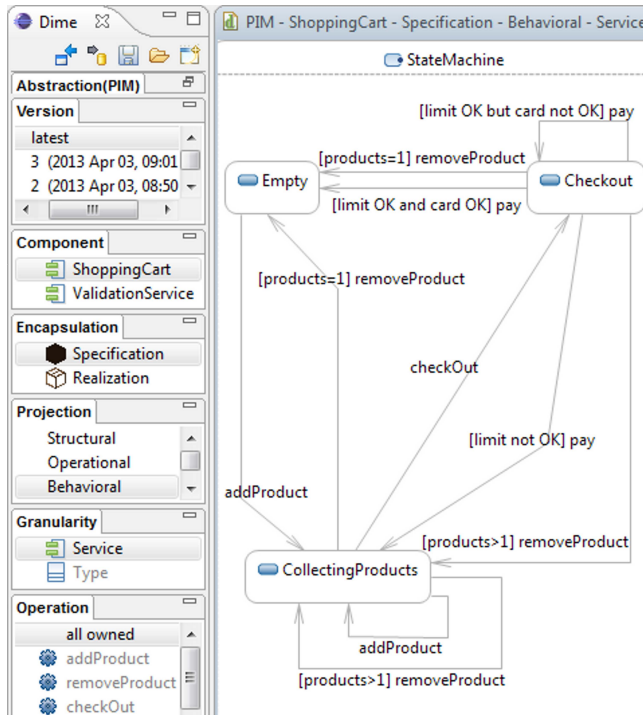 Dime
Abstraction(PIM)
Version
latest
3 (2013 Apr 03, 09:01
2 (2013 Apr 03, 08:50
Component
ShoppingCart
ValidationService
Encapsulation
Specification
Realization
Projection
Structural
Operational
Behavioral
Granularity
Service
Type
Operation
all owned
addProduct
removeProduct
checkOut
PIM - ShoppingCart - Specification - Behavioral - Service
StateMachine
[limit OK but card not OK] pay
[products=1] removeProduct
Empty
Checkout
[limit OK and card OK] pay
[products=1] removeProduct
checkOut
[limit not OK] pay
addProduct
[products>1] removeProduct
CollectingProducts
addProduct
[products>1] removeProduct